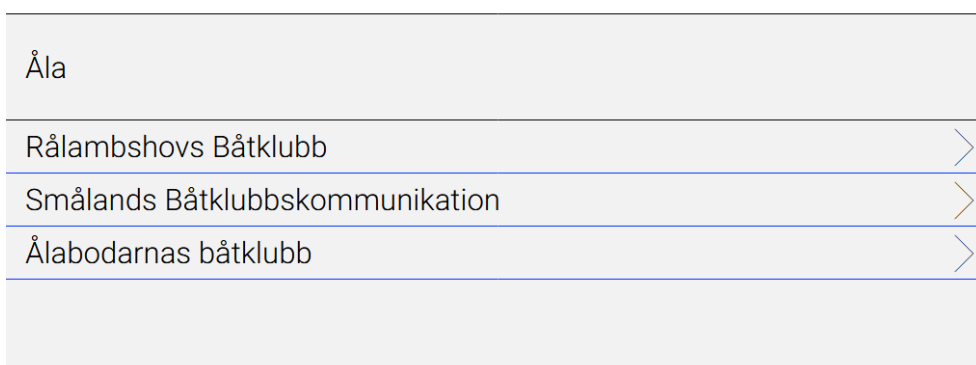 Åla
Rålambshovs Båtklubb
Smålands Båtklubbskommunikation
Ålabodarnas båtklubb